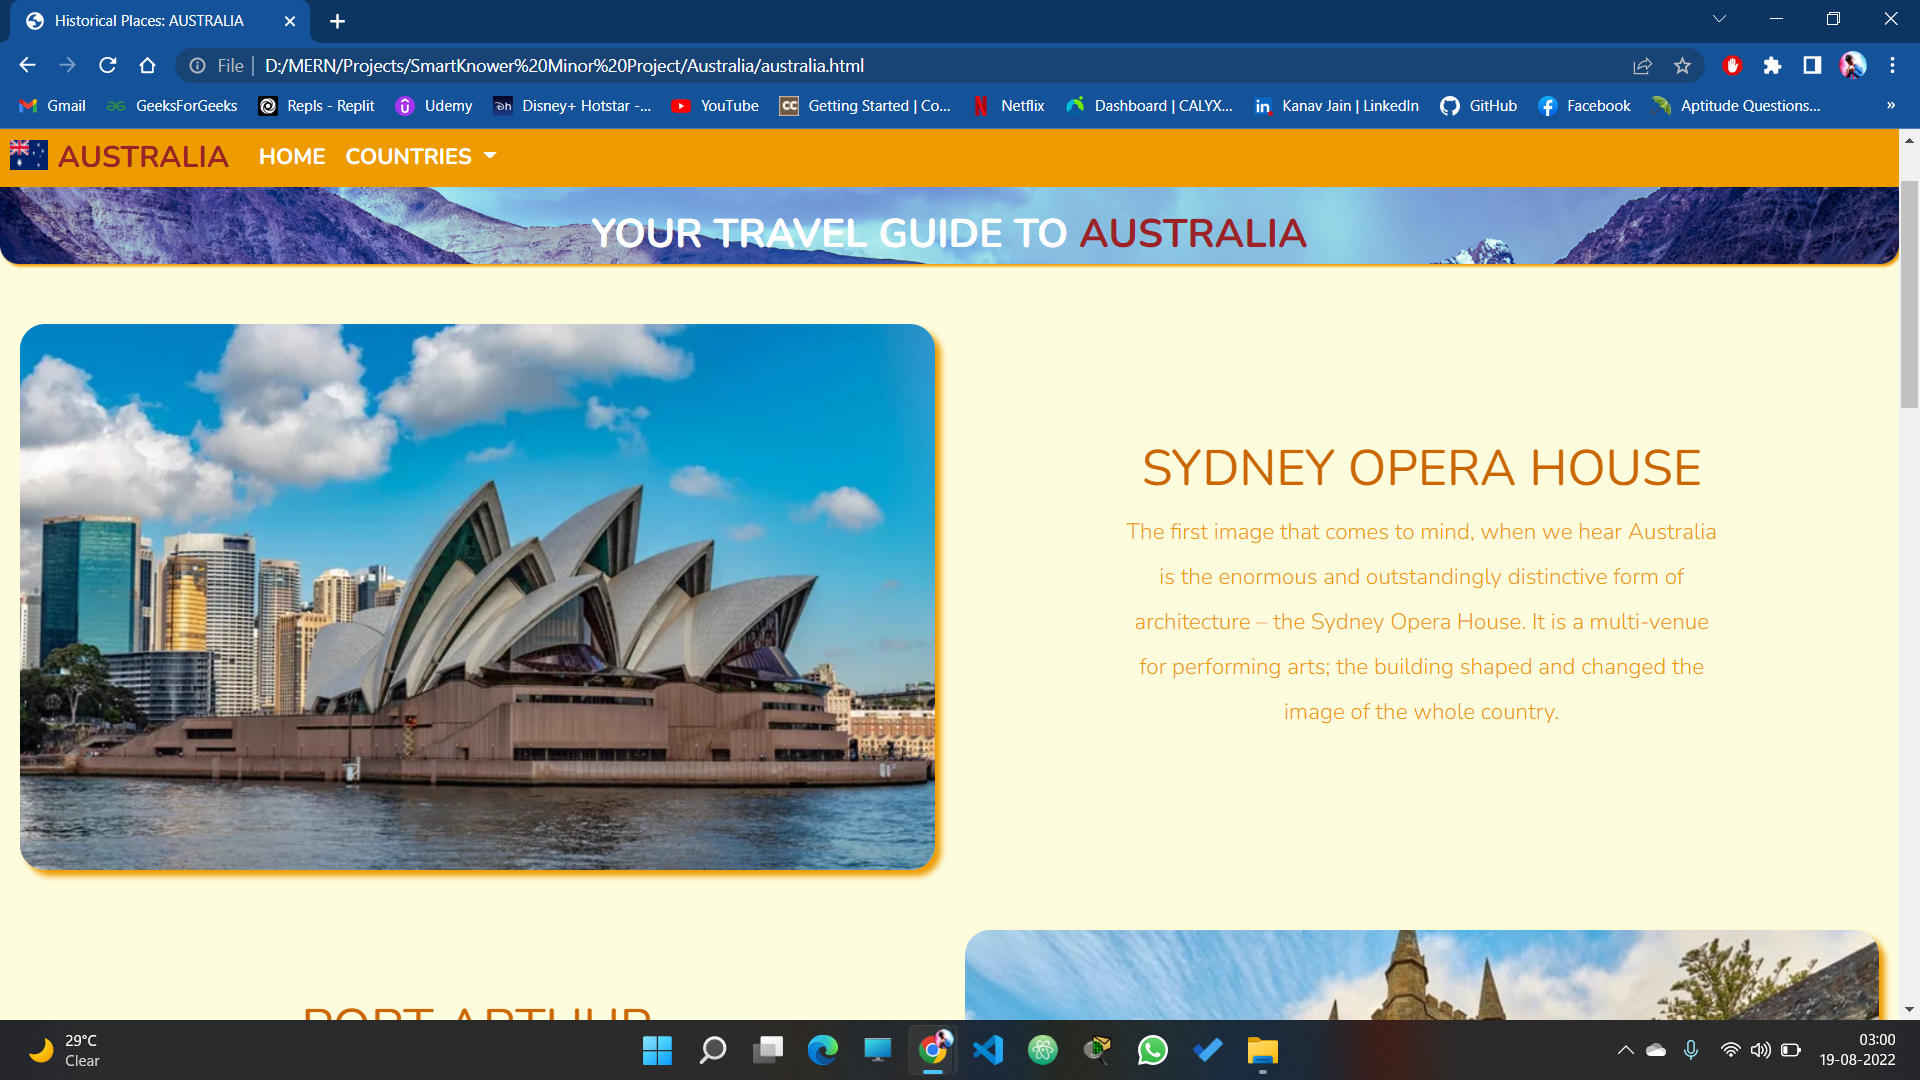 Historical Places: AUSTRALIA
File | D:/MERN/Projects/SmartKnower%20Minor%20Project/Australia/australia.html
Gmail GeeksForGeeks Repls - Replit Udemy Disney+ Hotstar -... YouTube Getting Started | Co... Netflix Dashboard | CALYX... Kanav Jain | LinkedIn GitHub Facebook Aptitude Questions... »
AUSTRALIA HOME COUNTRIES
YOUR TRAVEL GUIDE TO AUSTRALIA
SYDNEY OPERA HOUSE
The first image that comes to mind, when we hear Australia
is the enormous and outstandingly distinctive form of
architecture – the Sydney Opera House. It is a multi-venue
for performing arts; the building shaped and changed the
image of the whole country.
PORT ARTHUR
29°C
Clear
03:00
19-08-2022